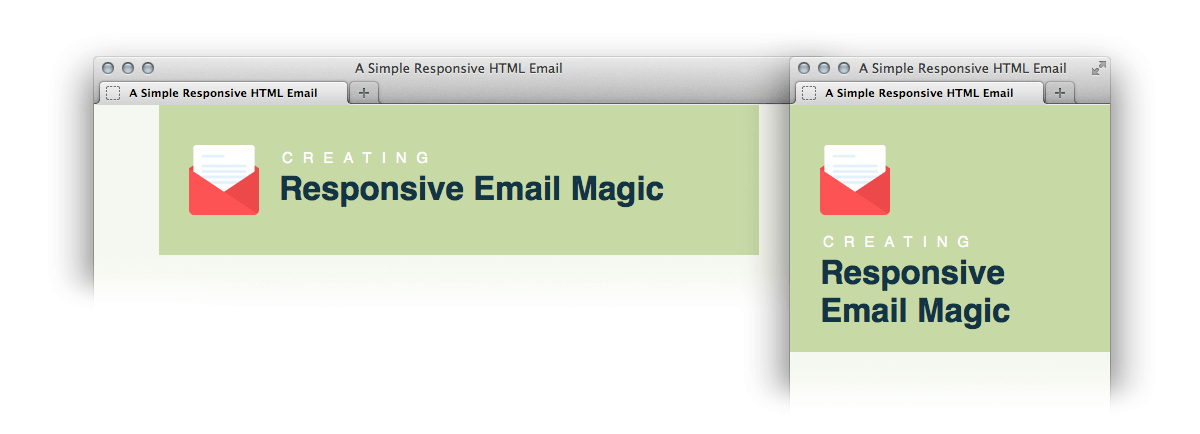 A Simple Responsive HTML Email
A Simple Responsive HTML Email
CREATING
Responsive Email Magic
A Simple Responsive HTML Email
A Simple Responsive HTML Email
CREATING
Responsive
Email Magic